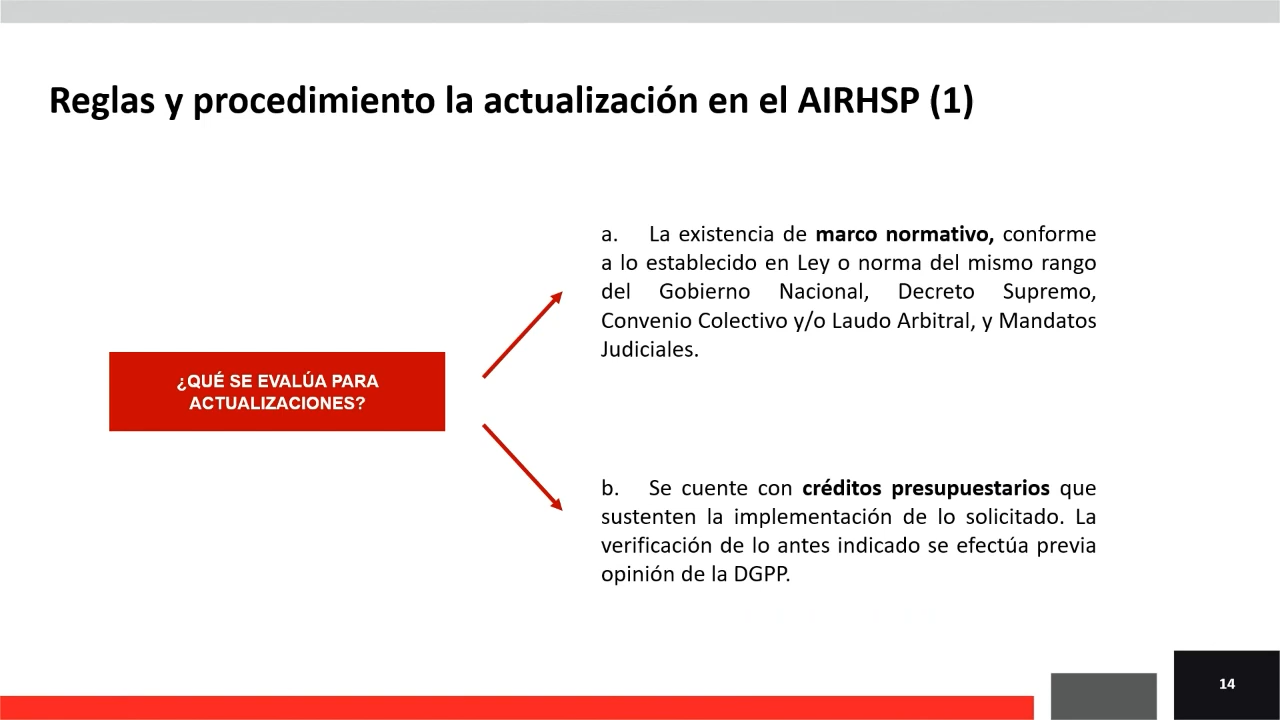 Reglas y procedimiento la actualización en el AIRHSP (1)
a. La existencia de marco normativo, conforme
a lo establecido en Ley o norma del mismo rango
del Gobierno Nacional, Decreto Supremo,
Convenio Colectivo y/o Laudo Arbitral, y Mandatos
Judiciales.
¿QUÉ SE EVALÚA PARA
ACTUALIZACIONES?
b. Se cuente con créditos presupuestarios que
sustenten la implementación de lo solicitado. La
verificación de lo antes indicado se efectúa previa
opinión de la DGPP.
14